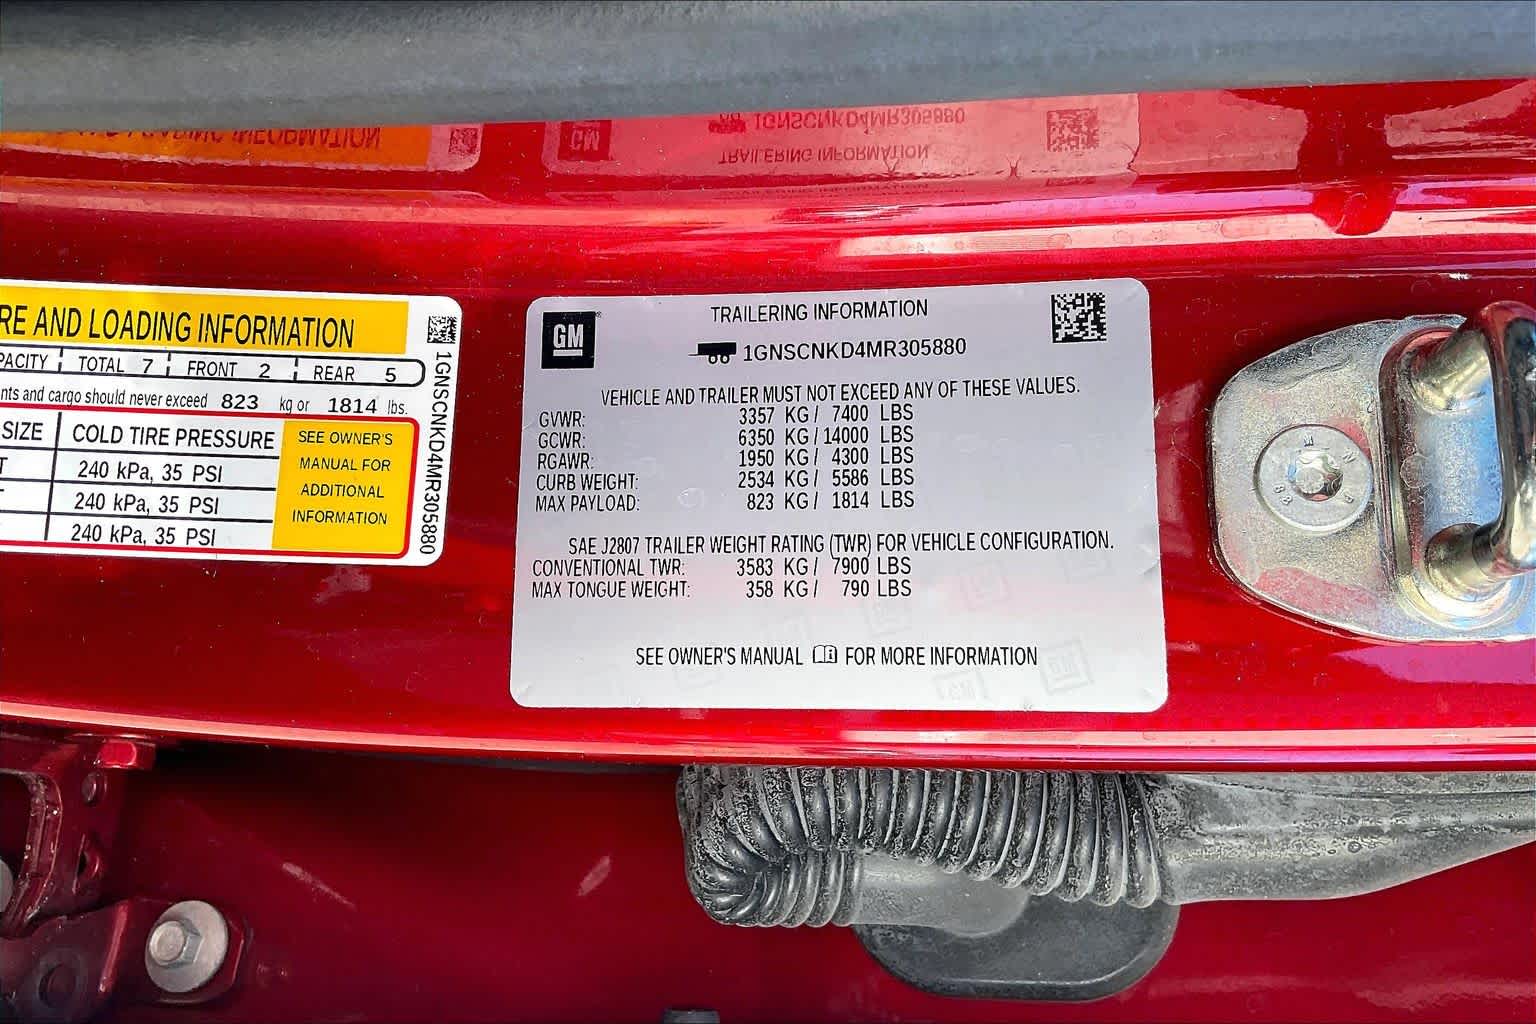 RE AND LOADING INFORMATION
PACITY TOTAL 7 FRONT 2 REAR 5
nts and cargo should never exceed 823 kg or 1814 lbs.
SIZE COLD TIRE PRESSURE
T 240 kPa, 35 PSI
T 240 kPa, 35 PSI
240 kPa, 35 PSI
SEE OWNER'S
MANUAL FOR
ADDITIONAL
INFORMATION
1GNSCNKD4MR305880
GM
TRAILERING INFORMATION
1GNSCNKD4MR305880
VEHICLE AND TRAILER MUST NOT EXCEED ANY OF THESE VALUES.
GVWR: 3357 KG / 7400 LBS
GCWR: 6350 KG / 14000 LBS
RGAWR: 1950 KG / 4300 LBS
CURB WEIGHT: 2534 KG / 5586 LBS
MAX PAYLOAD: 823 KG / 1814 LBS
SAE J2807 TRAILER WEIGHT RATING (TWR) FOR VEHICLE CONFIGURATION.
CONVENTIONAL TWR: 3583 KG / 7900 LBS
MAX TONGUE WEIGHT: 358 KG / 790 LBS
SEE OWNER'S MANUAL FOR MORE INFORMATION